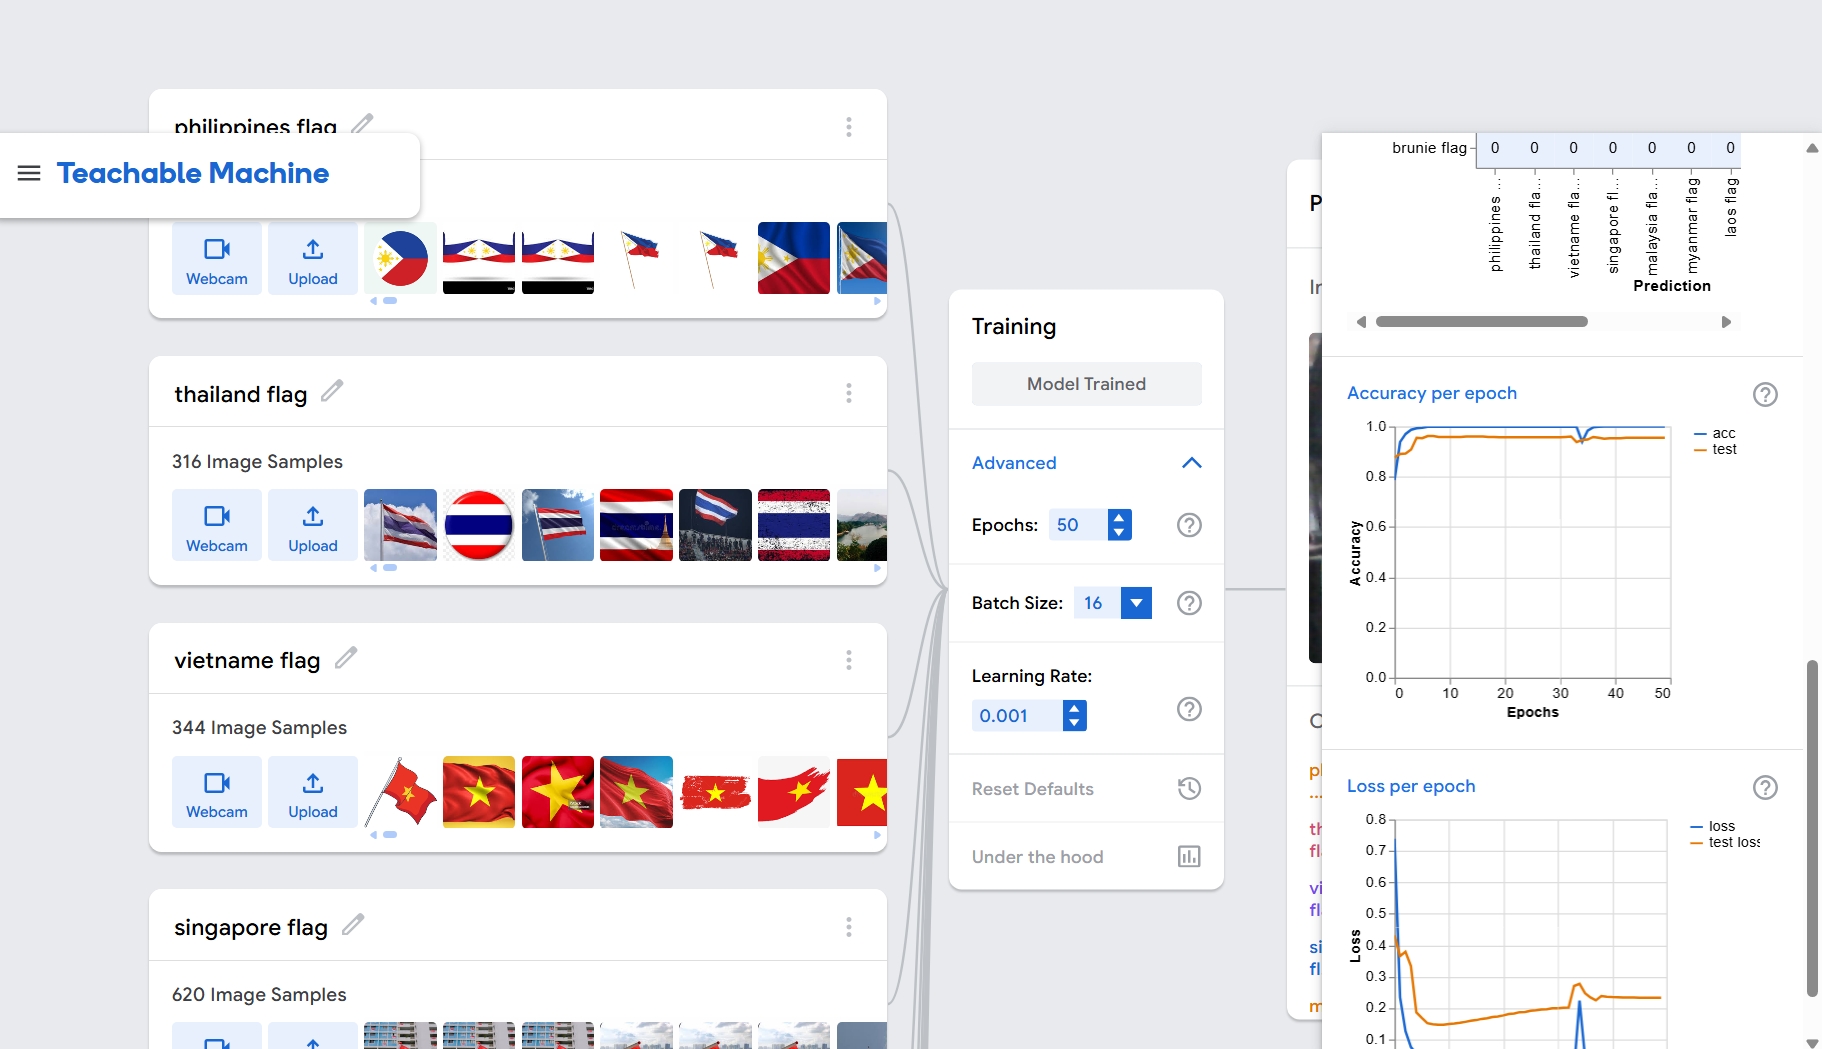 philippines flag
Teachable Machine
Webcam
Upload
thailand flag
316 Image Samples
Webcam
Upload
vietname flag
344 Image Samples
Webcam
Upload
singapore flag
620 Image Samples
Training
Model Trained
Advanced
Epochs: 50
Batch Size: 16
Learning Rate:
0.001
Reset Defaults
Under the hood
P
In
C
pl
...
th
fl
vi
fl
si
fl
m
brunie flag
0 0 0 0 0 0 0
philippines ...
thailand fla...
vietname fla...
singapore fl...
malaysia fla...
myanmar flag
laos flag
Prediction
Accuracy per epoch
1.0
0.8
0.6
0.4
0.2
0.0
Accuracy
0 10 20 30 40 50
Epochs
acc
test
Loss per epoch
0.8
0.7
0.6
0.5
0.4
0.3
0.2
0.1
Loss
loss
test loss